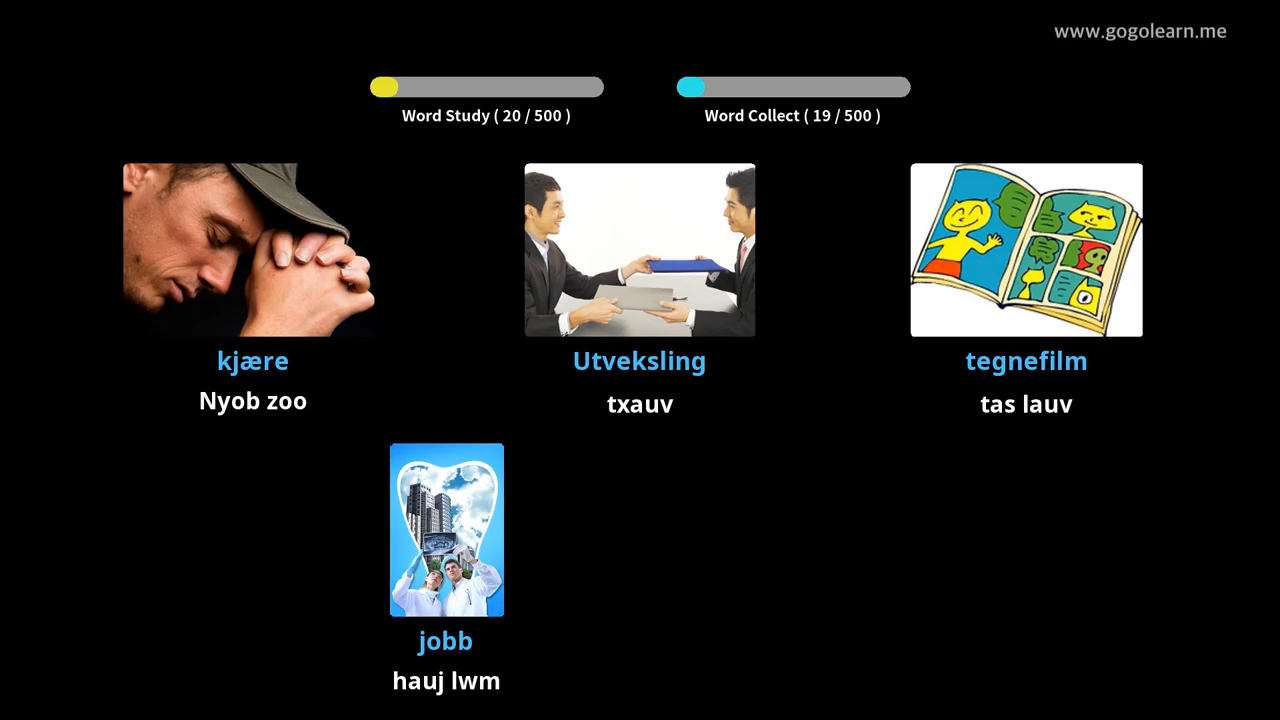 www.gogolearn.me
Word Study ( 20 / 500 )
Word Collect ( 19 / 500 )
kjære
Nyob zoo
Utveksling
txauv
tegnefilm
tas lauv
jobb
hauj lwm